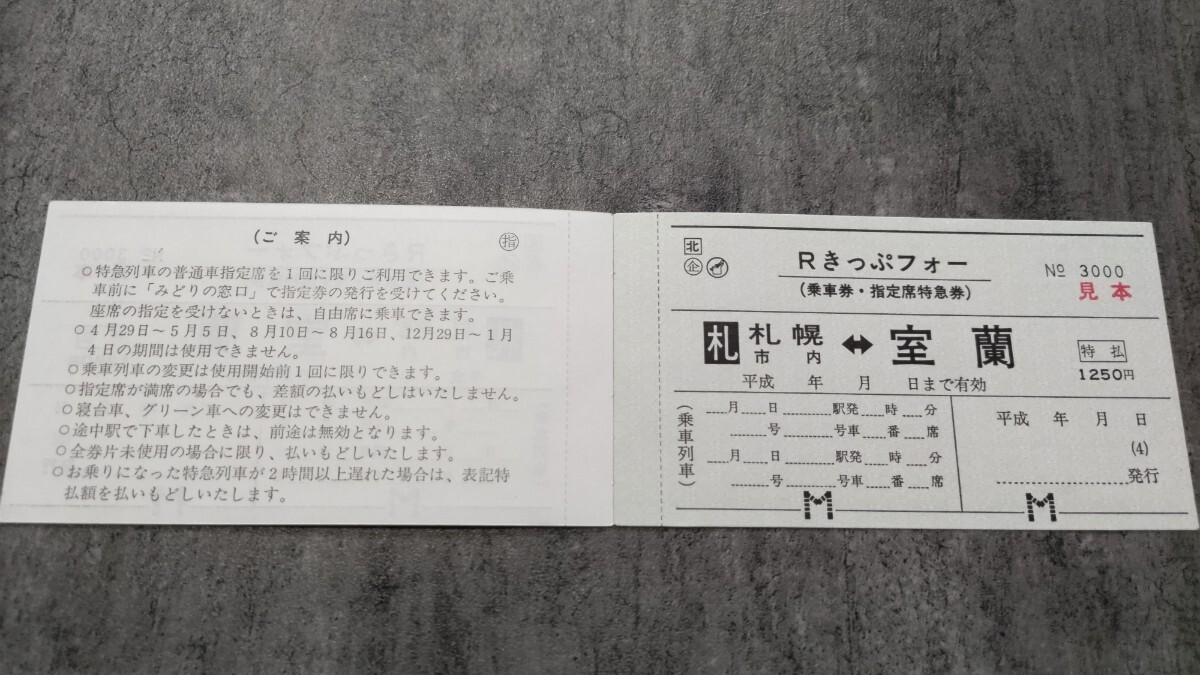 (ご案内)
指
○特急列車の普通車指定席を1回に限りご利用できます。ご乗
車前に「みどりの窓口」で指定券の発行を受けてください。
座席の指定を受けないときは、自由席に乗車できます。
○4月29日～5月5日、8月10日～8月16日、12月29日～1月
4日の期間は使用できません。
○乗車列車の変更は使用開始前1回に限りできます。
○指定席が満席の場合でも、差額の払いもどしはいたしません。
○寝台車、グリーン車への変更はできません。
○途中駅で下車したときは、前途は無効となります。
○全券片未使用の場合に限り、払いもどしいたします。
○お乗りになった特急列車が2時間以上遅れた場合は、表記特
払額を払いもどしいたします。
北
企
Rきっぷフォー
(乗車券・指定席特急券)
№ 3000
見本
札 札幌市内 ↔ 室蘭
特払
1250円
平成 年 月 日まで有効
(乗車列車)
月 日 駅発 時 分
号 号車 番 席
月 日 駅発 時 分
号 号車 番 席
平成 年 月 日
(4)
発行
M M